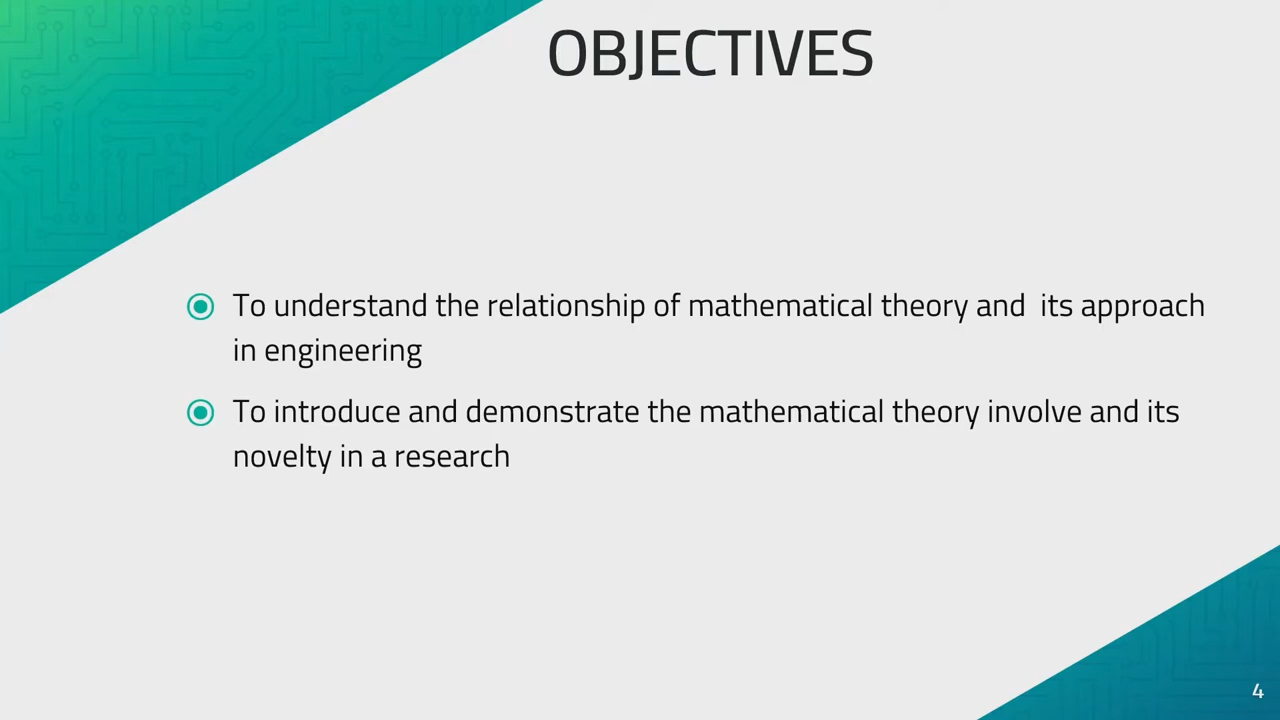 OBJECTIVES
To understand the relationship of mathematical theory and  its approach
in engineering
To introduce and demonstrate the mathematical theory involve and its
novelty in a research
4